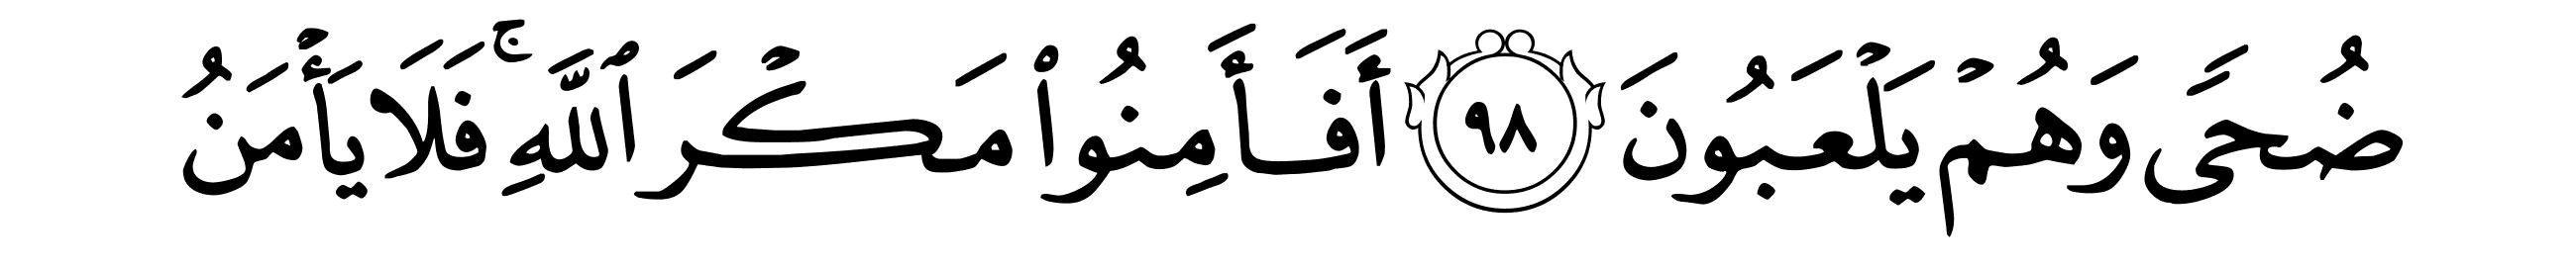 ضُحًى وَهُمْ يَلْعَبُونَ ٩٨ أَفَأَمِنُوا۟ مَكْرَ ٱللَّهِ ۚ فَلَا يَأْمَنُ